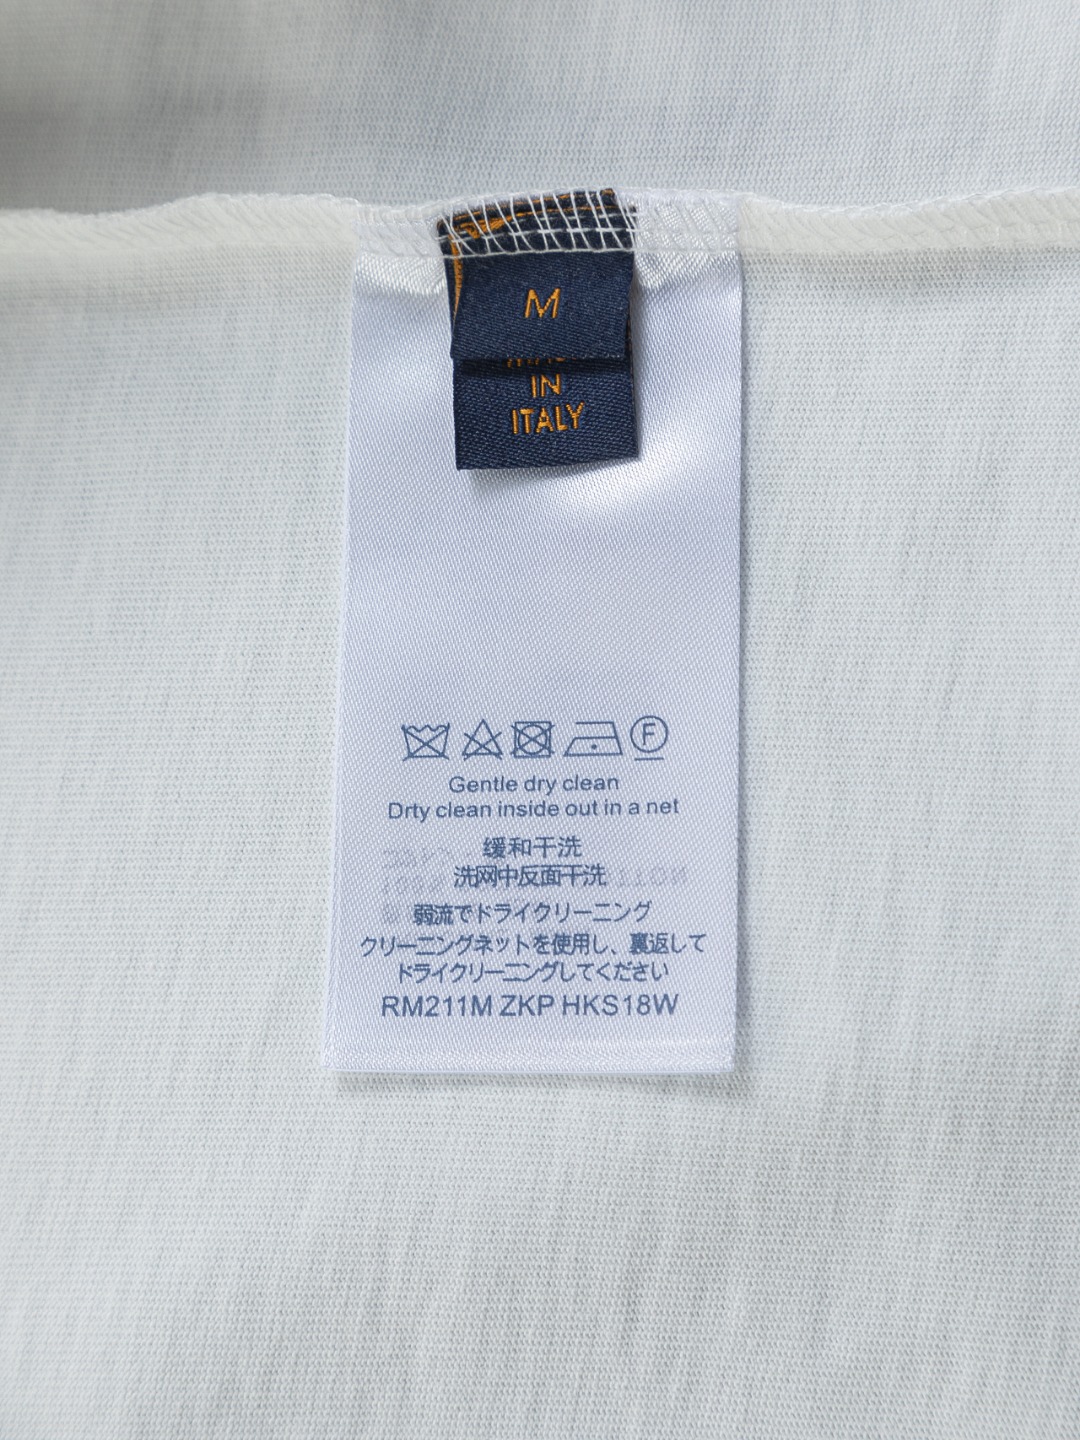 M
IN
ITALY
F
Gentle dry clean
Drty clean inside out in a net
缓和干洗
洗网中反面干洗
弱流でドライクリーニング
クリーニングネットを使用し、裏返して
ドライクリーニングしてください
RM211M ZKP HKS18W